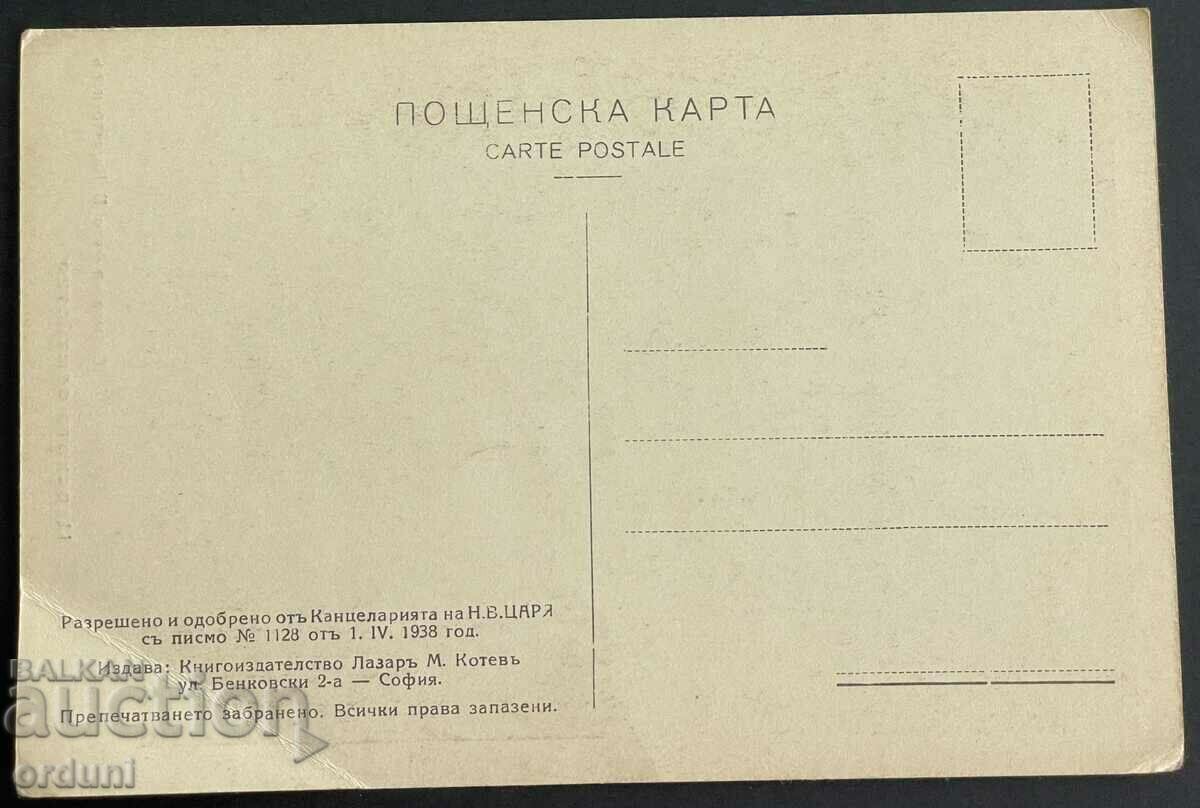 ПОЩЕНСКА КАРТА
CARTE POSTALE
Разрешено и одобрено отъ Канцеларията на Н.В.ЦАРЯ
съ писмо № 1128 отъ 1. IV. 1938 год.
Издава: Книгоиздателство Лазаръ М. Котевъ
ул. Бенковски 2-а — София.
Препечатването забранено. Всички права запазени.
BALKAN
auction
orduni